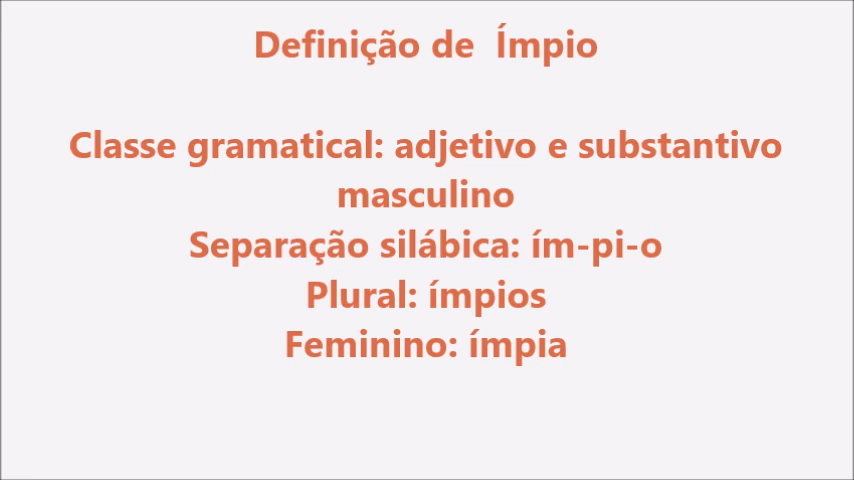 Definição de Ímpio
Classe gramatical: adjetivo e substantivo
masculino
Separação silábica: ím-pi-o
Plural: ímpios
Feminino: ímpia